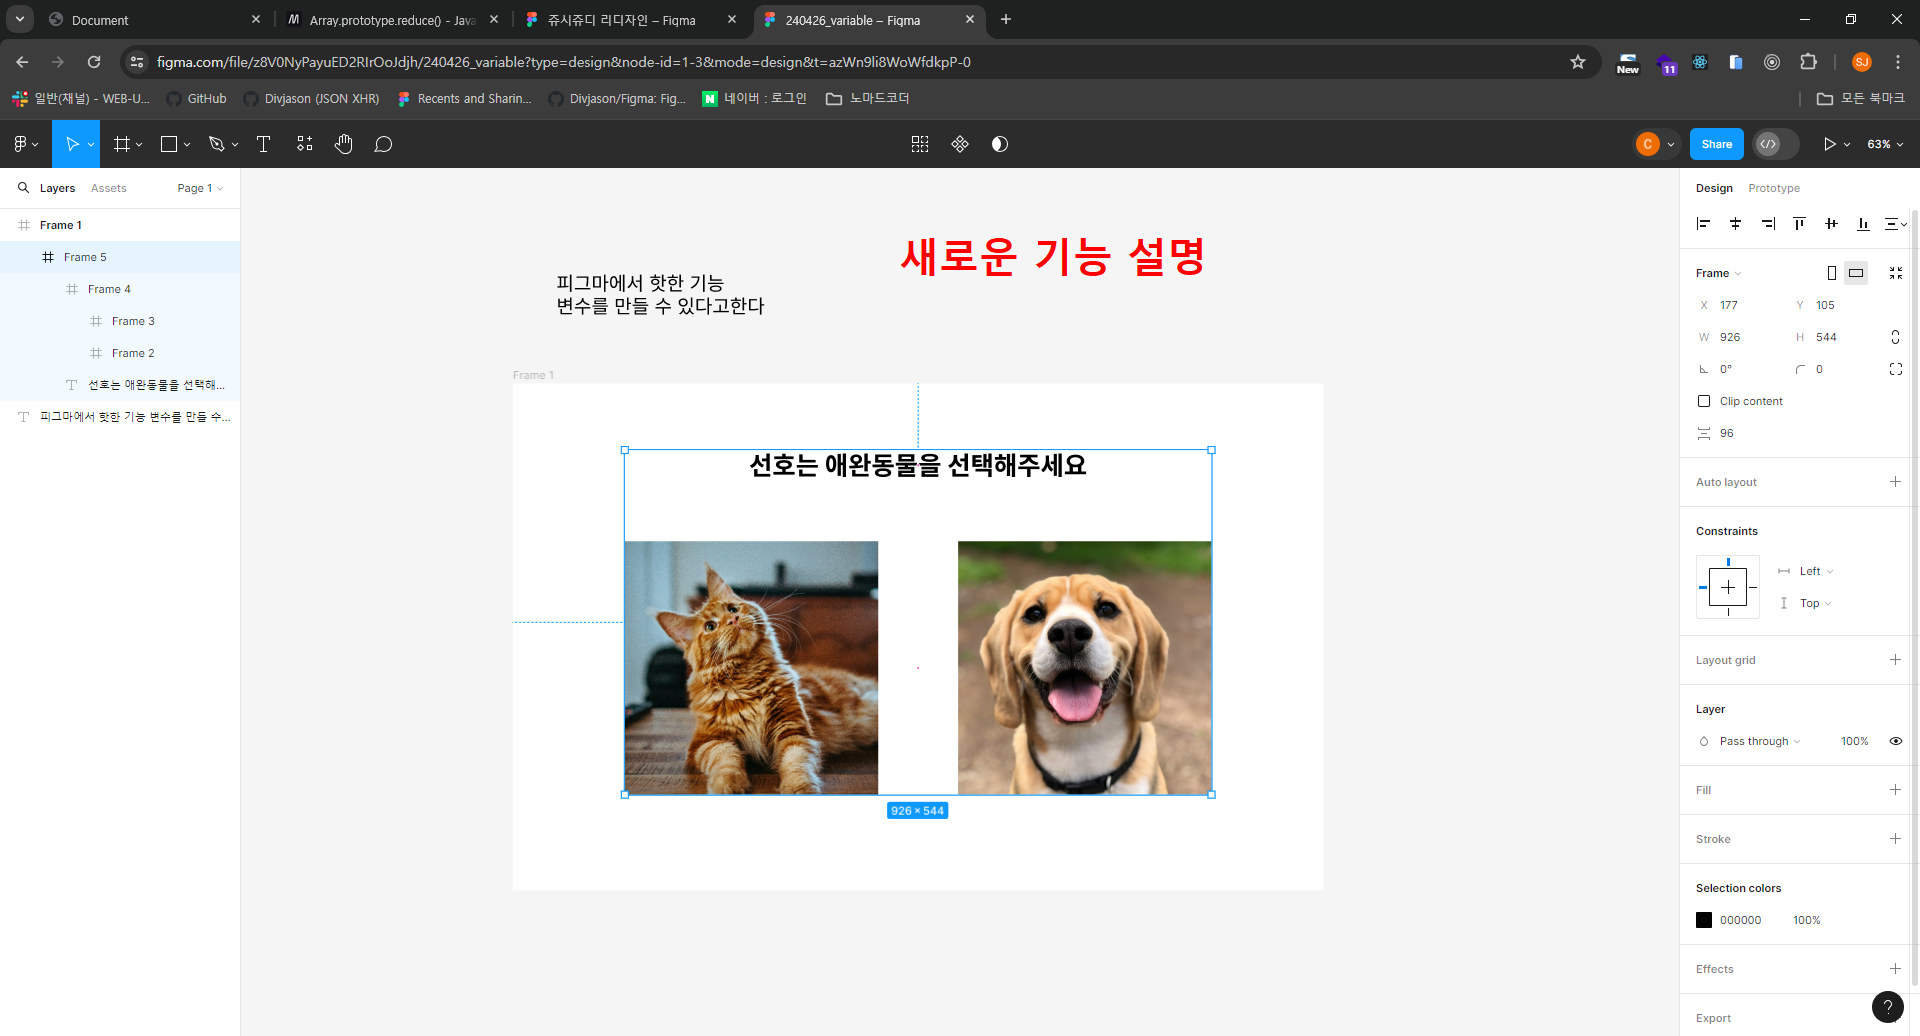 Document
Array.prototype.reduce() - Java
쥬시쥬디 리디자인 – Figma
240426_variable – Figma
figma.com/file/z8V0NyPayuED2RIrOoJdjh/240426_variable?type=design&node-id=1-3&mode=design&t=azWn9li8WoWfdkpP-0
New
11
SJ
일반(채널) - WEB-U...
GitHub
Divjason (JSON XHR)
Recents and Sharin...
Divjason/Figma: Fig...
N
네이버 : 로그인
노마드코더
모든 북마크
C
Share
63%
Layers
Assets
Page 1
Design
Prototype
Frame 1
Frame 5
Frame 4
Frame 3
Frame 2
선호는 애완동물을 선택해...
피그마에서 핫한 기능 변수를 만들 수...
새로운 기능 설명
피그마에서 핫한 기능
변수를 만들 수 있다고한다
Frame 1
선호는 애완동물을 선택해주세요
926 × 544
Frame
X 177
Y 105
W 926
H 544
0°
0
Clip content
96
Auto layout
Constraints
Left
Top
Layout grid
Layer
Pass through
100%
Fill
Stroke
Selection colors
000000
100%
Effects
Export
?